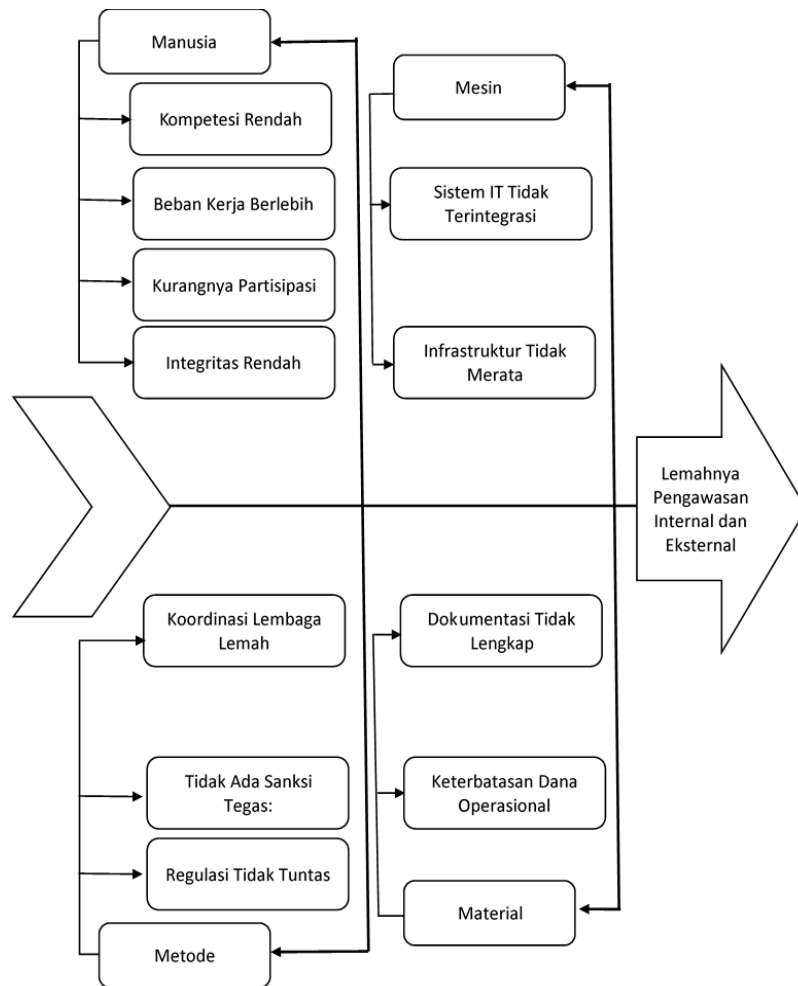 Manusia
Kompetesi Rendah
Beban Kerja Berlebih
Kurangnya Partisipasi
Integritas Rendah
Mesin
Sistem IT Tidak
Terintegrasi
Infrastruktur Tidak
Merata
Lemahnya
Pengawasan
Internal dan
Eksternal
Koordinasi Lembaga
Lemah
Tidak Ada Sanksi
Tegas:
Regulasi Tidak Tuntas
Metode
Dokumentasi Tidak
Lengkap
Keterbatasan Dana
Operasional
Material